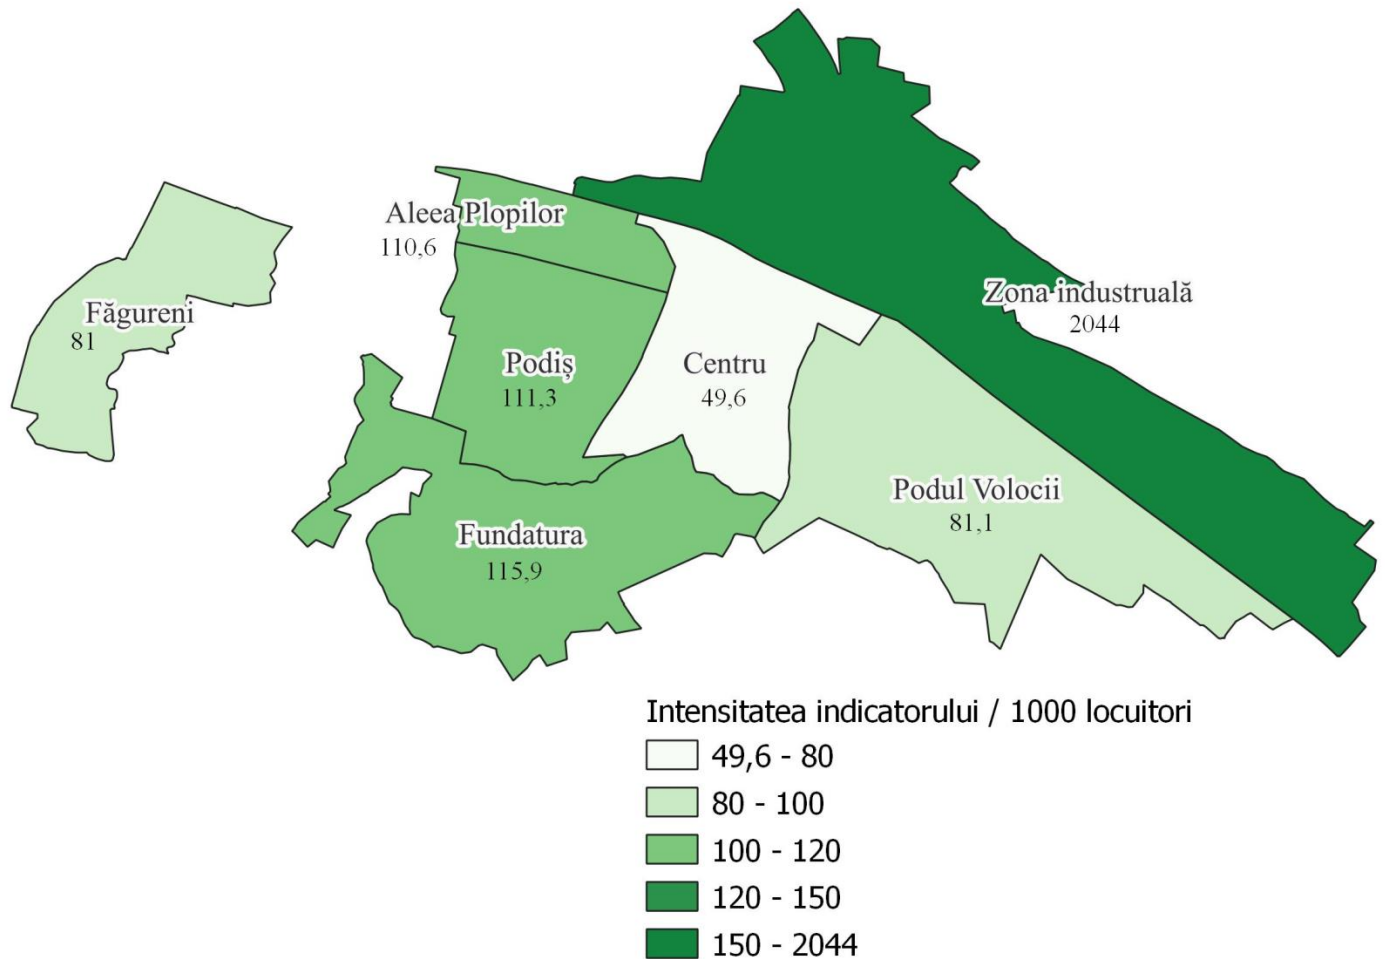 Aleea Plopilor
110,6
Făgureni
81
Zona industruală
2044
Podiș
111,3
Centru
49,6
Podul Volocii
81,1
Fundatura
115,9
Intensitatea indicatorului / 1000 locuitori
49,6 - 80
80 - 100
100 - 120
120 - 150
150 - 2044